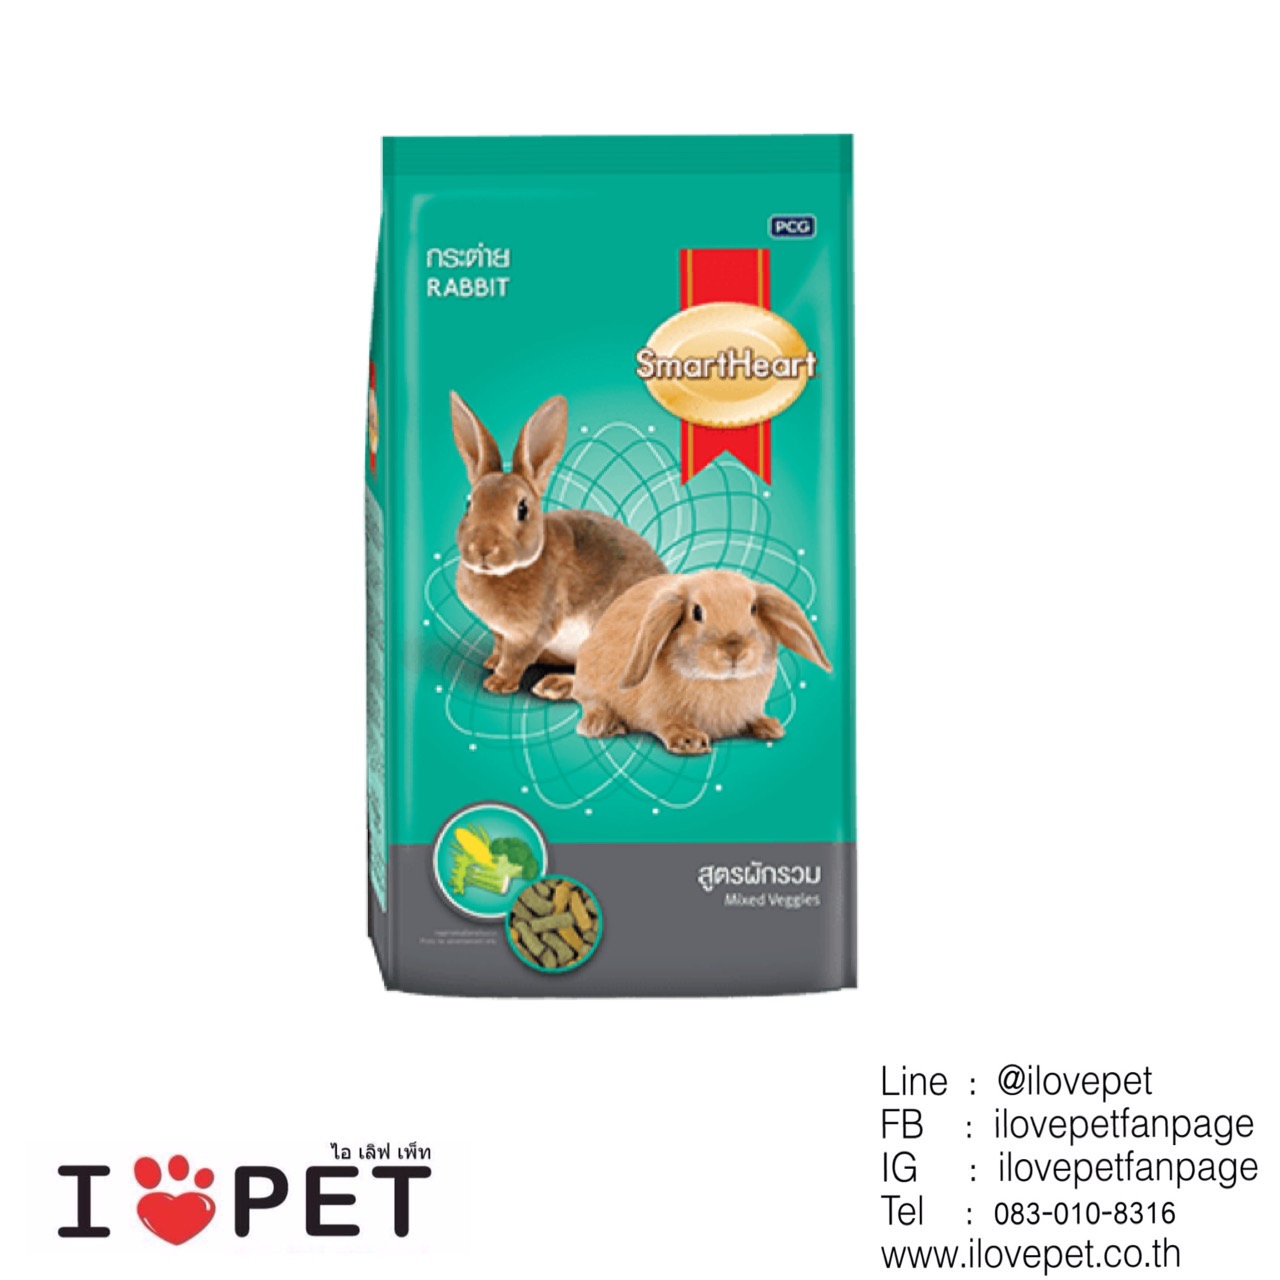 PCG
กระต่าย
RABBIT
SmartHeart
สูตรผักรวม
Mixed Veggies
ไอ เลิฟ เพ็ท
I PET
Line : @ilovepet
FB : ilovepetfanpage
IG : ilovepetfanpage
Tel : 083-010-8316
www.ilovepet.co.th